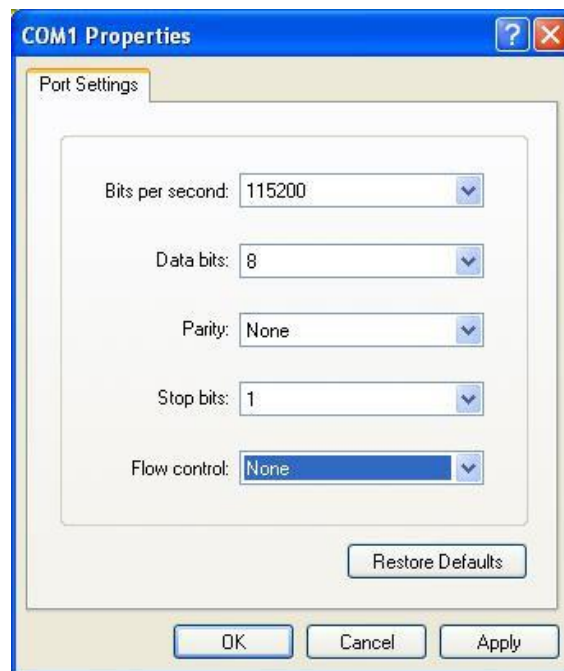 COM1 Properties
Port Settings
Bits per second: 115200
Data bits: 8
Parity: None
Stop bits: 1
Flow control: None
Restore Defaults
OK Cancel Apply